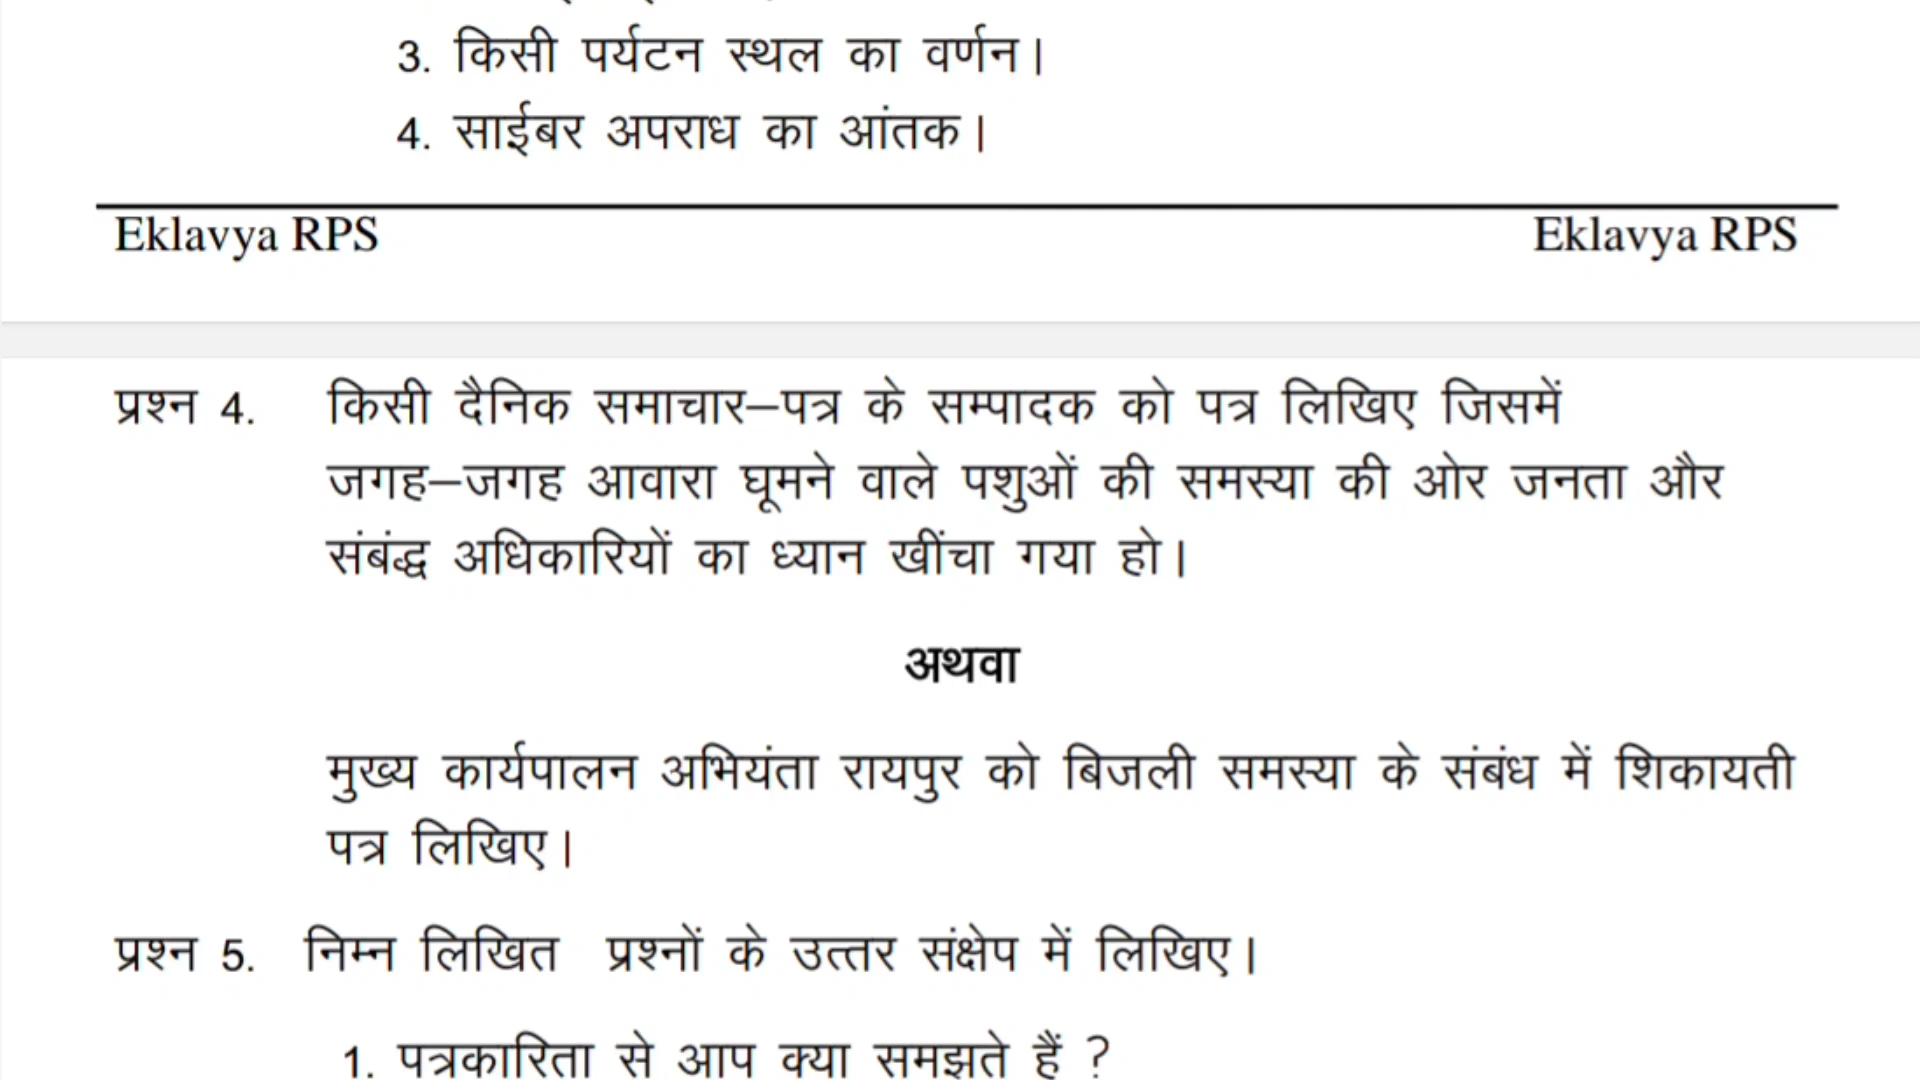 3. किसी पर्यटन स्थल का वर्णन।
4. साईबर अपराध का आंतक।
Eklavya RPS Eklavya RPS
प्रश्न 4. किसी दैनिक समाचार–पत्र के सम्पादक को पत्र लिखिए जिसमें
जगह–जगह आवारा घूमने वाले पशुओं की समस्या की ओर जनता और
संबंद्ध अधिकारियों का ध्यान खींचा गया हो।
अथवा
मुख्य कार्यपालन अभियंता रायपुर को बिजली समस्या के संबंध में शिकायती
पत्र लिखिए।
प्रश्न 5. निम्न लिखित प्रश्नों के उत्तर संक्षेप में लिखिए।
1. पत्रकारिता से आप क्या समझते हैं ?